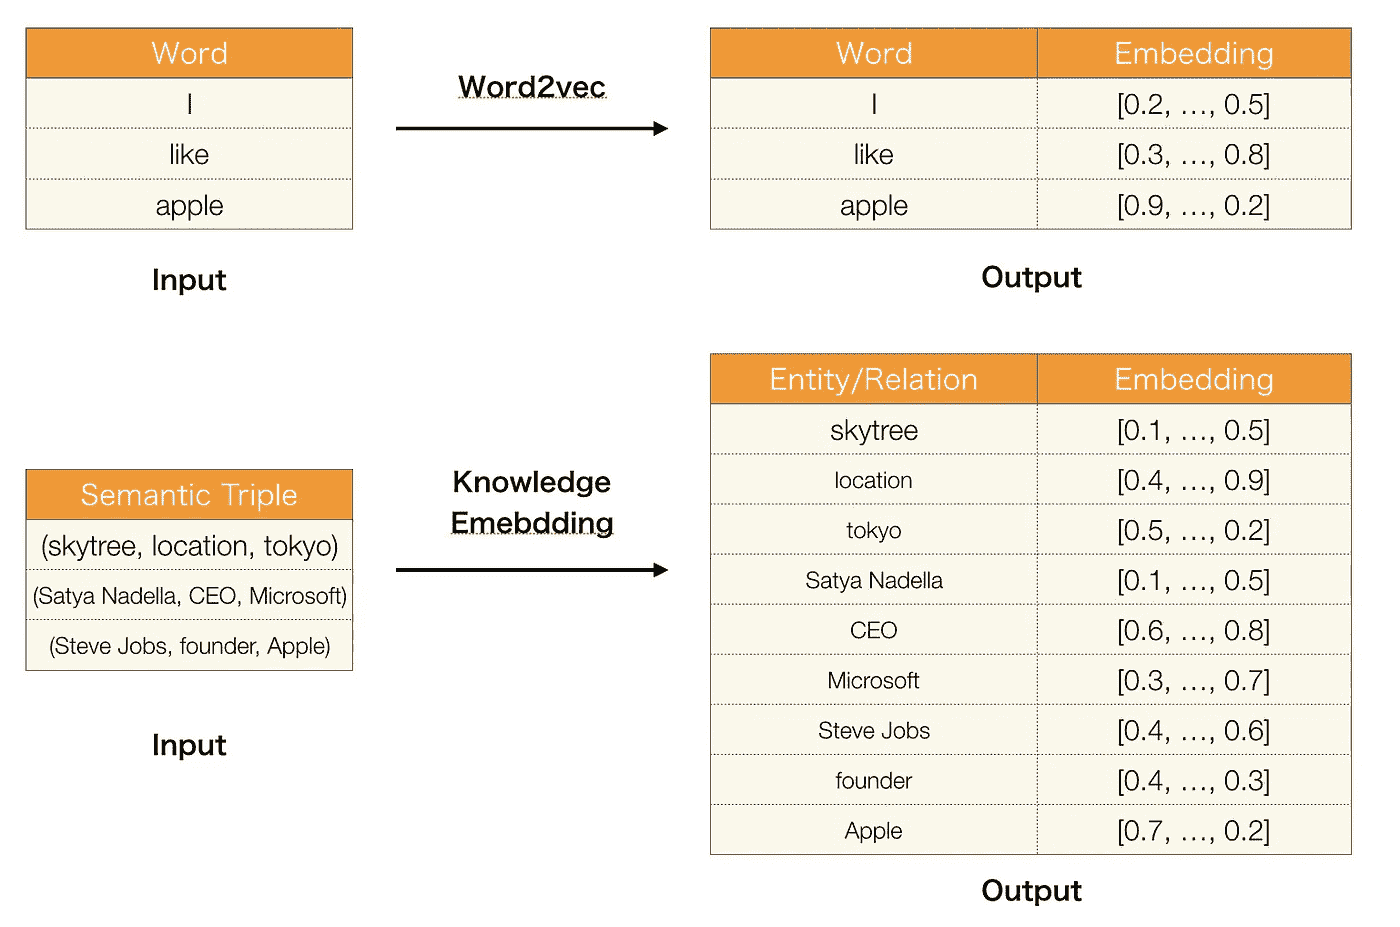 Word
I
like
apple
Input
Word2vec
Word Embedding
I [0.2, ..., 0.5]
like [0.3, ..., 0.8]
apple [0.9, ..., 0.2]
Output
Semantic Triple
(skytree, location, tokyo)
(Satya Nadella, CEO, Microsoft)
(Steve Jobs, founder, Apple)
Input
Knowledge
Emebdding
Entity/Relation Embedding
skytree [0.1, ..., 0.5]
location [0.4, ..., 0.9]
tokyo [0.5, ..., 0.2]
Satya Nadella [0.1, ..., 0.5]
CEO [0.6, ..., 0.8]
Microsoft [0.3, ..., 0.7]
Steve Jobs [0.4, ..., 0.6]
founder [0.4, ..., 0.3]
Apple [0.7, ..., 0.2]
Output